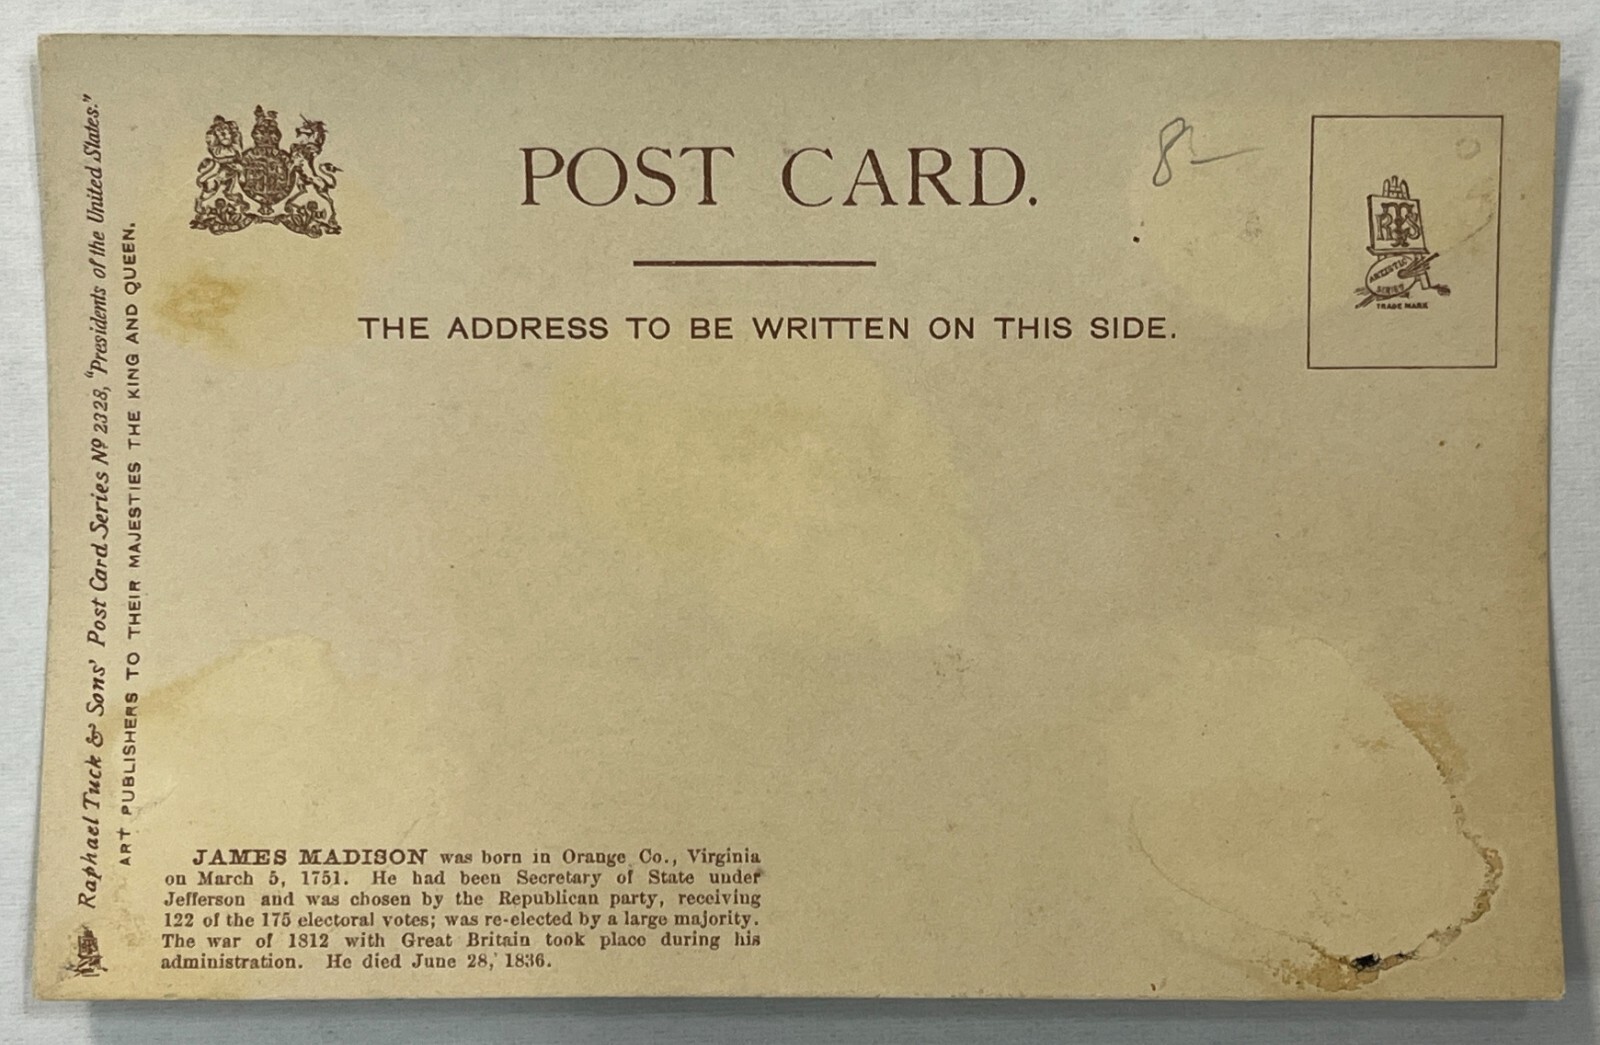 POST CARD.
THE ADDRESS TO BE WRITTEN ON THIS SIDE.
8
RTS
ARTISTIC
SERIES
TRADE MARK
Raphael Tuck & Sons' Post Card Series No 2328, "Presidents of the United States."
ART PUBLISHERS TO THEIR MAJESTIES THE KING AND QUEEN.
JAMES MADISON was born in Orange Co., Virginia
on March 5, 1751. He had been Secretary of State under
Jefferson and was chosen by the Republican party, receiving
122 of the 175 electoral votes; was re-elected by a large majority.
The war of 1812 with Great Britain took place during his
administration. He died June 28, 1836.